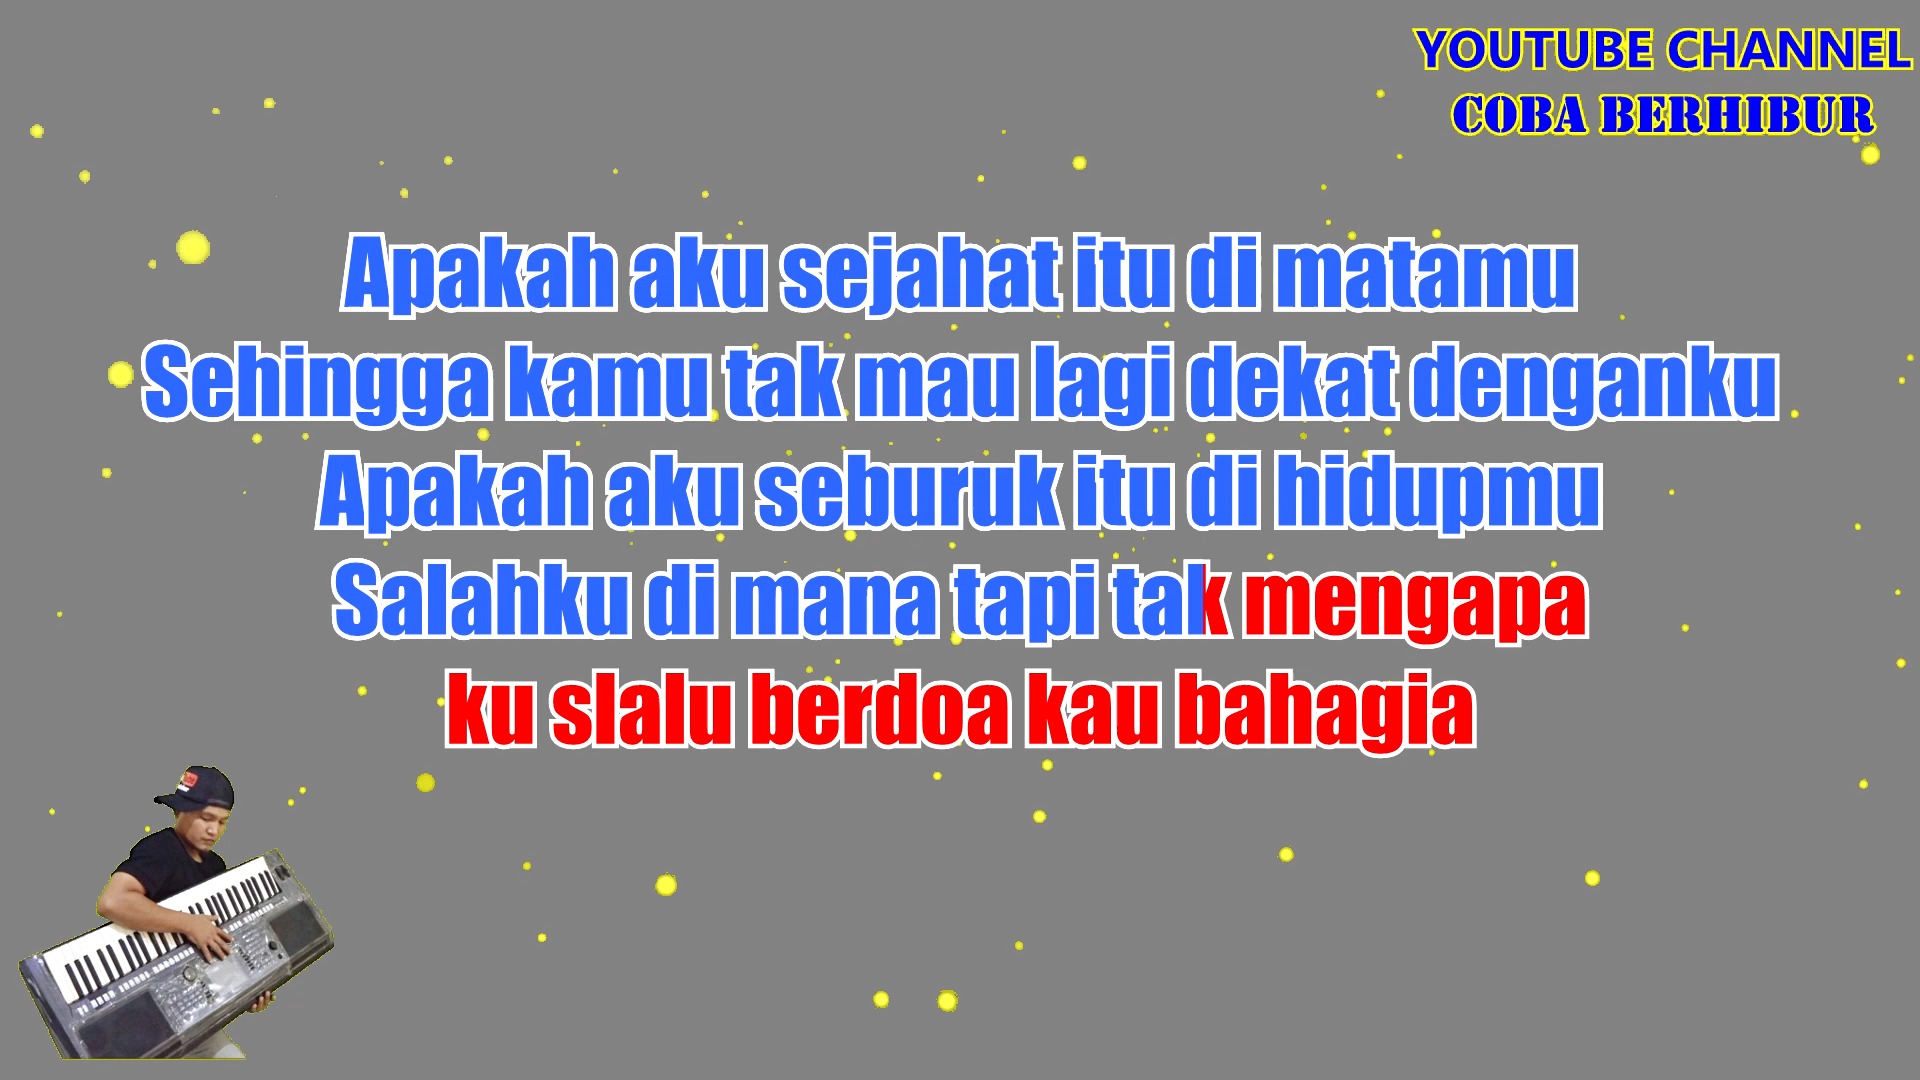 YOUTUBE CHANNEL
COBA BERHIBUR
Apakah aku sejahat itu di matamu
Sehingga kamu tak mau lagi dekat denganku
Apakah aku seburuk itu di hidupmu
Salahku di mana tapi tak mengapa
ku slalu berdoa kau bahagia